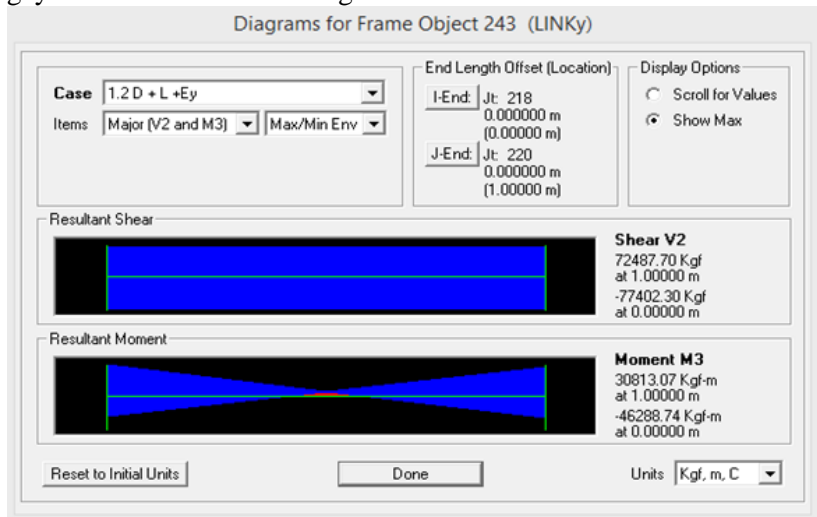 Diagrams for Frame Object 243 (LINKy)
Case 1.2 D + L +Ey
Items Major (V2 and M3) Max/Min Env
End Length Offset (Location)
I-End: Jt: 218
0.000000 m
(0.00000 m)
J-End: Jt: 220
0.000000 m
(1.00000 m)
Display Options
Scroll for Values
Show Max
Resultant Shear
Shear V2
72487.70 Kgf
at 1.00000 m
-77402.30 Kgf
at 0.00000 m
Resultant Moment
Moment M3
30813.07 Kgf-m
at 1.00000 m
-46288.74 Kgf-m
at 0.00000 m
Reset to Initial Units
Done
Units Kgf, m, C